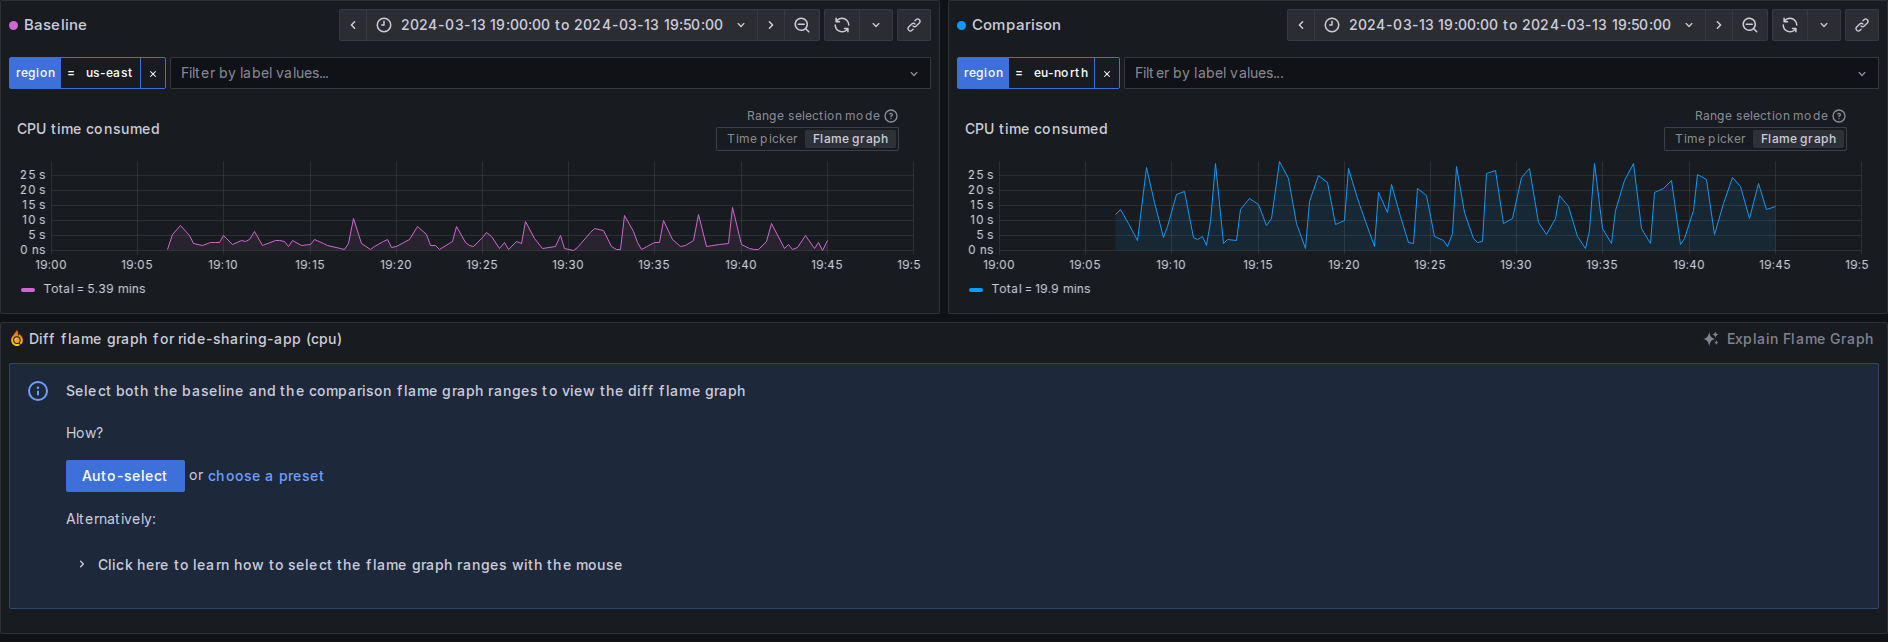 Baseline
2024-03-13 19:00:00 to 2024-03-13 19:50:00
region = us-east ×
Filter by label values...
Range selection mode
CPU time consumed
Time picker Flame graph
25 s
20 s
15 s
10 s
5 s
0 ns
19:00 19:05 19:10 19:15 19:20 19:25 19:30 19:35 19:40 19:45 19:5
Total = 5.39 mins
Comparison
2024-03-13 19:00:00 to 2024-03-13 19:50:00
region = eu-north ×
Filter by label values...
Range selection mode
CPU time consumed
Time picker Flame graph
25 s
20 s
15 s
10 s
5 s
0 ns
19:00 19:05 19:10 19:15 19:20 19:25 19:30 19:35 19:40 19:45 19:5
Total = 19.9 mins
Diff flame graph for ride-sharing-app (cpu)
Explain Flame Graph
Select both the baseline and the comparison flame graph ranges to view the diff flame graph
How?
Auto-select or choose a preset
Alternatively:
Click here to learn how to select the flame graph ranges with the mouse